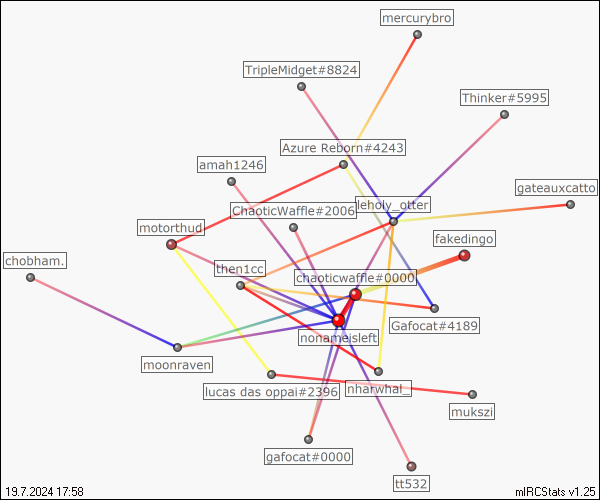 mercurybro
TripleMidget#8824
Thinker#5995
Azure Reborn#4243
amah1246
gateauxcatto
leholy_otter
ChaoticWaffle#2006
motorthud
fakedingo
chobham.
then1cc
chaoticwaffle#0000
Gafocat#4189
nonameisleft
moonraven
lucas das oppai#2396
nharwhal_
mukszi
gafocat#0000
tt532
19.7.2024 17:58
mIRCStats v1.25